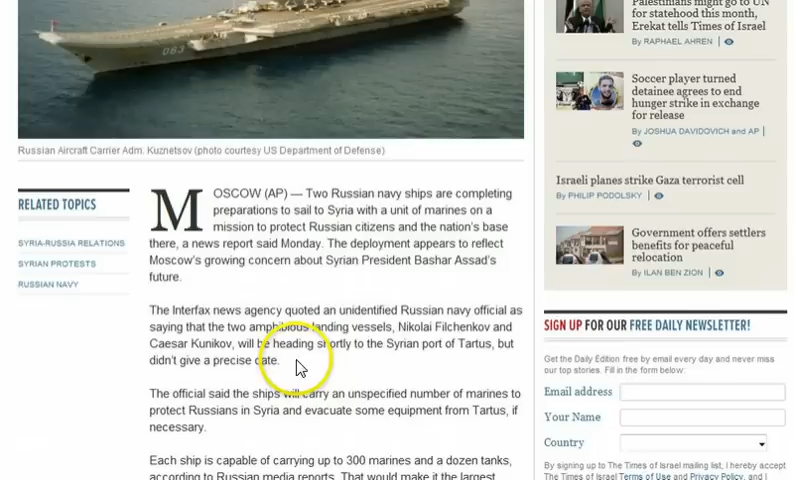 083
Russian Aircraft Carrier Adm. Kuznetsov (photo courtesy US Department of Defense)
RELATED TOPICS
SYRIA-RUSSIA RELATIONS
SYRIAN PROTESTS
RUSSIAN NAVY
MOSCOW (AP) — Two Russian navy ships are completing
preparations to sail to Syria with a unit of marines on a
mission to protect Russian citizens and the nation's base
there, a news report said Monday. The deployment appears to reflect
Moscow's growing concern about Syrian President Bashar Assad's
future.
The Interfax news agency quoted an unidentified Russian navy official as
saying that the two amphibious landing vessels, Nikolai Filchenkov and
Caesar Kunikov, will be heading shortly to the Syrian port of Tartus, but
didn't give a precise date.
The official said the ships will carry an unspecified number of marines to
protect Russians in Syria and evacuate some equipment from Tartus, if
necessary.
Each ship is capable of carrying up to 300 marines and a dozen tanks,
according to Russian media reports. That would make it the largest
Palestinians might go to UN
for statehood this month,
Erekat tells Times of Israel
By RAPHAEL AHREN |
Soccer player turned
detainee agrees to end
hunger strike in exchange
for release
By JOSHUA DAVIDOVICH and AP |
Israeli planes strike Gaza terrorist cell
By PHILIP PODOLSKY |
Government offers settlers
benefits for peaceful
relocation
By ILAN BEN ZION |
SIGN UP FOR OUR FREE DAILY NEWSLETTER!
Get the Daily Edition free by email every day and never miss
our top stories. Fill in the form below:
Email address
Your Name
Country
By signing up to The Times of Israel mailing list, I hereby accept
The Times of Israel Terms of Use and Privacy Policy, and I